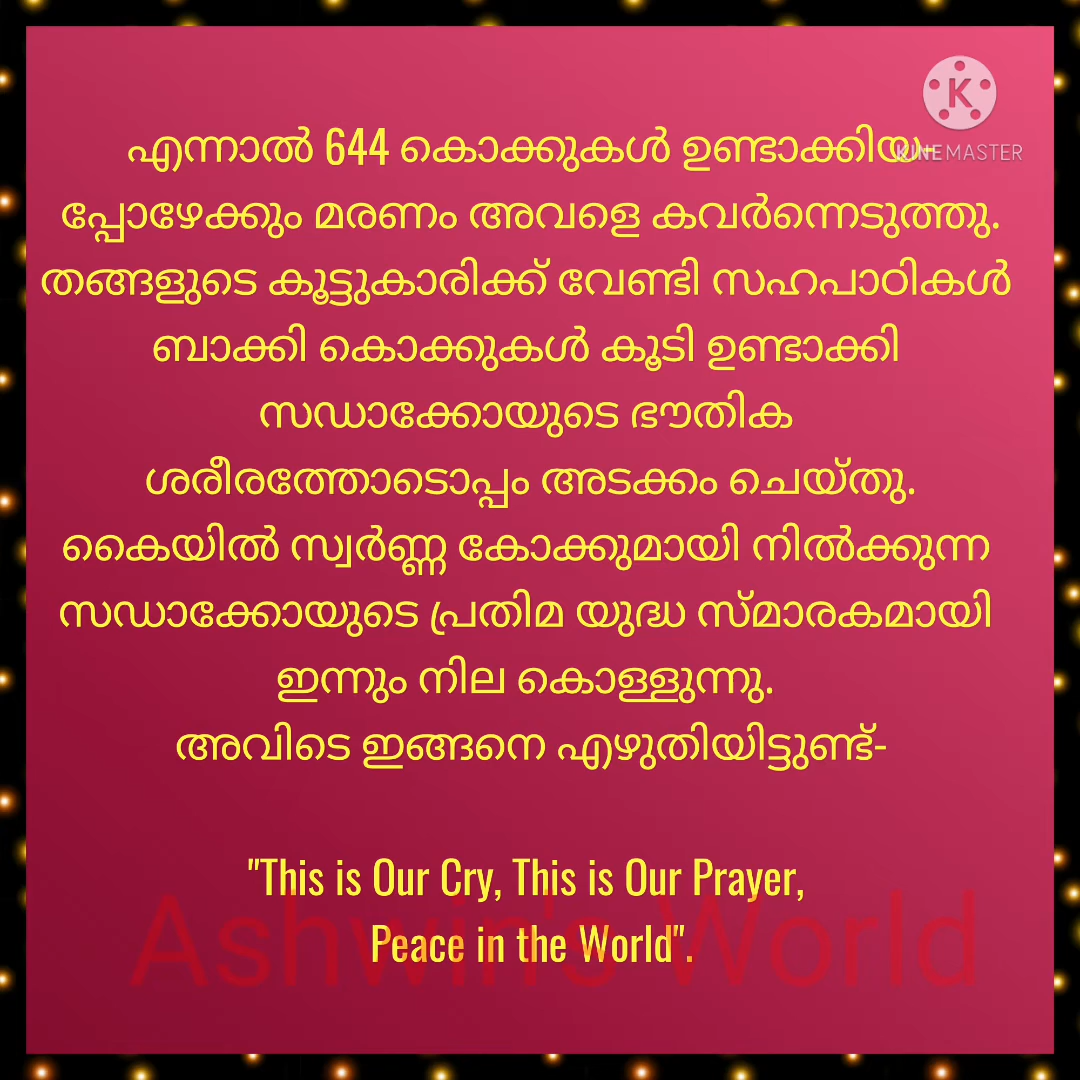 എന്നാൽ 644 കൊക്കുകൾ ഉണ്ടാക്കിയ-
പ്പോഴേക്കും മരണം അവളെ കവർന്നെടുത്തു.
തങ്ങളുടെ കൂട്ടുകാരിക്ക് വേണ്ടി സഹപാഠികൾ
ബാക്കി കൊക്കുകൾ കൂടി ഉണ്ടാക്കി
സഡാക്കോയുടെ ഭൗതിക
ശരീരത്തോടൊപ്പം അടക്കം ചെയ്തു.
കൈയിൽ സ്വർണ്ണ കോക്കുമായി നിൽക്കുന്ന
സഡാക്കോയുടെ പ്രതിമ യുദ്ധ സ്മാരകമായി
ഇന്നും നില കൊള്ളുന്നു.
അവിടെ ഇങ്ങനെ എഴുതിയിട്ടുണ്ട്-
"This is Our Cry, This is Our Prayer,
Peace in the World".
Ashwin's World
K
KINEMASTER